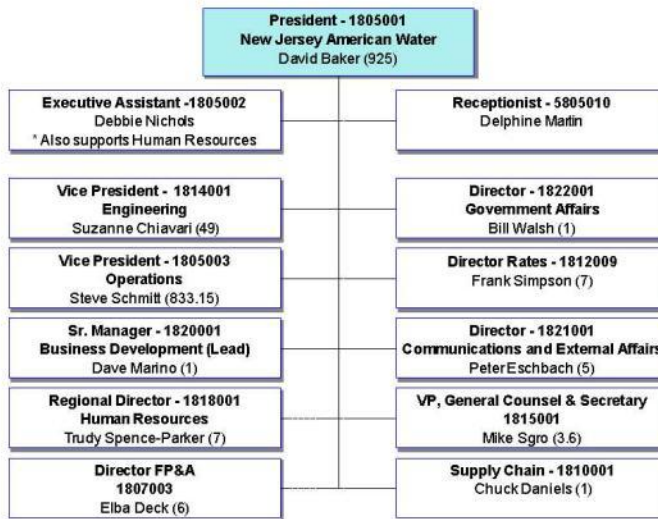 President - 1805001
New Jersey American Water
David Baker (925)
Executive Assistant -1805002
Debbie Nichols
* Also supports Human Resources
Receptionist - 5805010
Delphine Martin
Vice President - 1814001
Engineering
Suzanne Chiavari (49)
Director - 1822001
Government Affairs
Bill Walsh (1)
Vice President - 1805003
Operations
Steve Schmitt (833.15)
Director Rates - 1812009
Frank Simpson (7)
Sr. Manager - 1820001
Business Development (Lead)
Dave Marino (1)
Director - 1821001
Communications and External Affairs
Peter Eschbach (5)
Regional Director - 1818001
Human Resources
Trudy Spence-Parker (7)
VP, General Counsel & Secretary
1815001
Mike Sgro (3.6)
Director FP&A
1807003
Elba Deck (6)
Supply Chain - 1810001
Chuck Daniels (1)